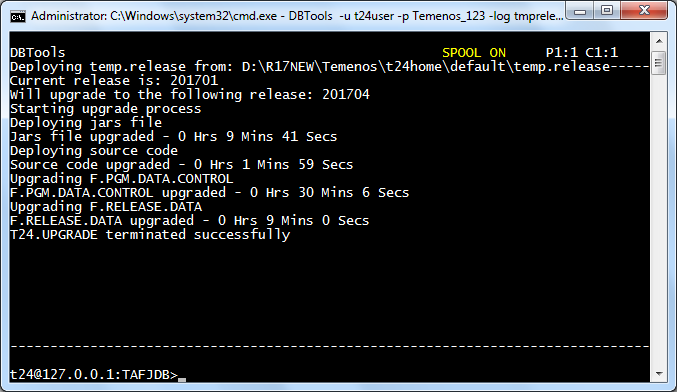 Administrator: C:\Windows\system32\cmd.exe - DBTools -u t24user -p Temenos_123 -log tmprele...
DBTools SPOOL ON P1:1 C1:1
Deploying temp.release from: D:\R17NEW\Temenos\t24home\default\temp.release-----
Current release is: 201701
Will upgrade to the following release: 201704
Starting upgrade process
Deploying jars file
Jars file upgraded - 0 Hrs 9 Mins 41 Secs
Deploying source code
Source code upgraded - 0 Hrs 1 Mins 59 Secs
Upgrading F.PGM.DATA.CONTROL
F.PGM.DATA.CONTROL upgraded - 0 Hrs 30 Mins 6 Secs
Upgrading F.RELEASE.DATA
F.RELEASE.DATA upgraded - 0 Hrs 9 Mins 0 Secs
T24.UPGRADE terminated successfully
--------------------------------------------------------------------------------
t24@127.0.0.1:TAFJDB>_